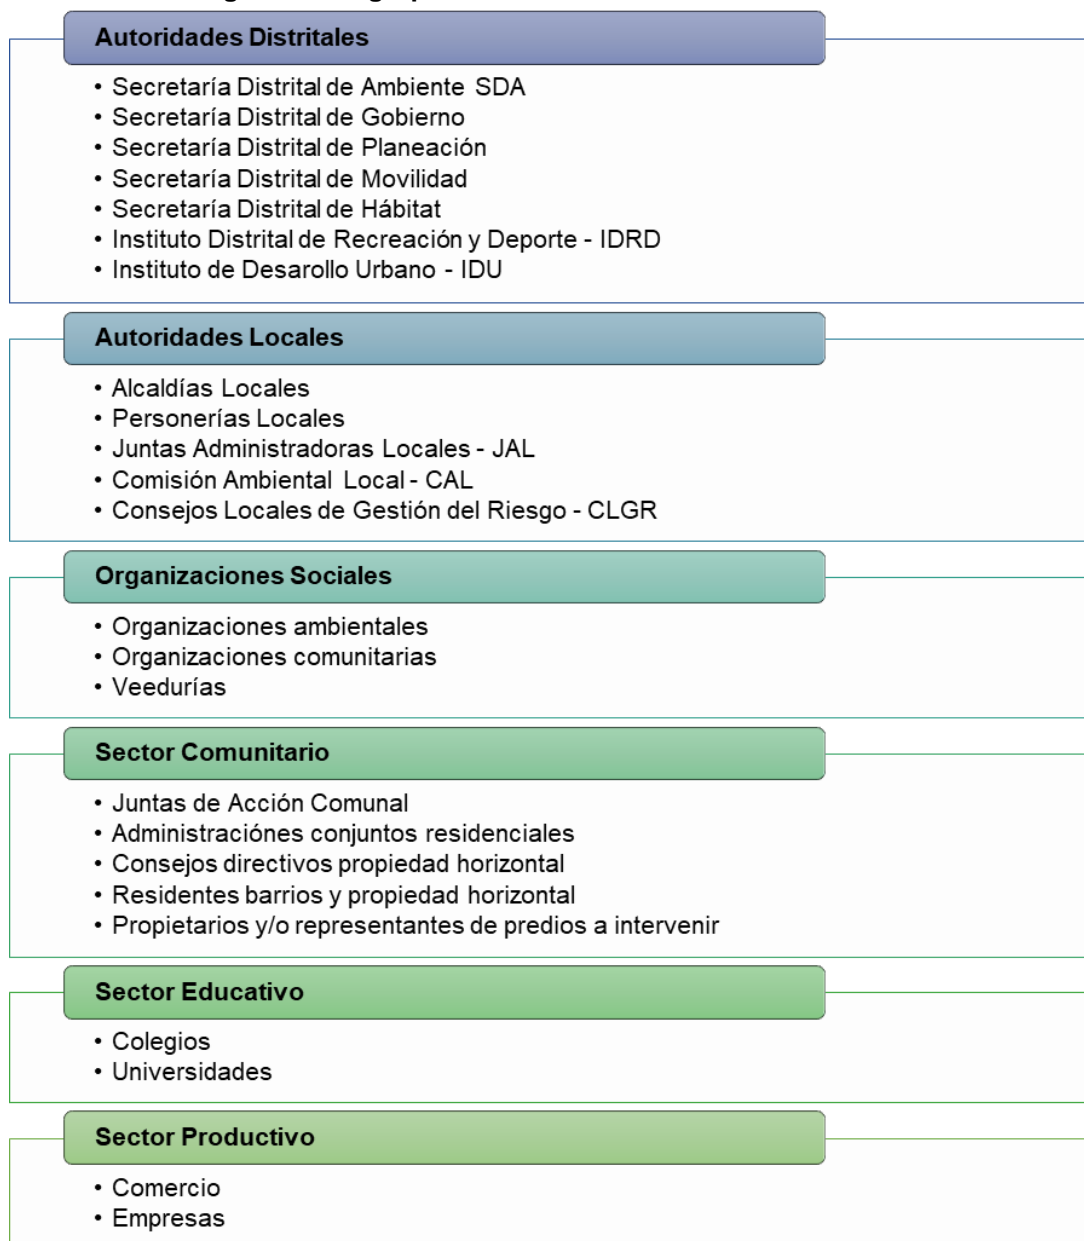 Autoridades Distritales
• Secretaría Distrital de Ambiente SDA
• Secretaría Distrital de Gobierno
• Secretaría Distrital de Planeación
• Secretaría Distrital de Movilidad
• Secretaría Distrital de Hábitat
• Instituto Distrital de Recreación y Deporte - IDRD
• Instituto de Desarollo Urbano - IDU
Autoridades Locales
• Alcaldías Locales
• Personerías Locales
• Juntas Administradoras Locales - JAL
• Comisión Ambiental Local - CAL
• Consejos Locales de Gestión del Riesgo - CLGR
Organizaciones Sociales
• Organizaciones ambientales
• Organizaciones comunitarias
• Veedurías
Sector Comunitario
• Juntas de Acción Comunal
• Administraciónes conjuntos residenciales
• Consejos directivos propiedad horizontal
• Residentes barrios y propiedad horizontal
• Propietarios y/o representantes de predios a intervenir
Sector Educativo
• Colegios
• Universidades
Sector Productivo
• Comercio
• Empresas